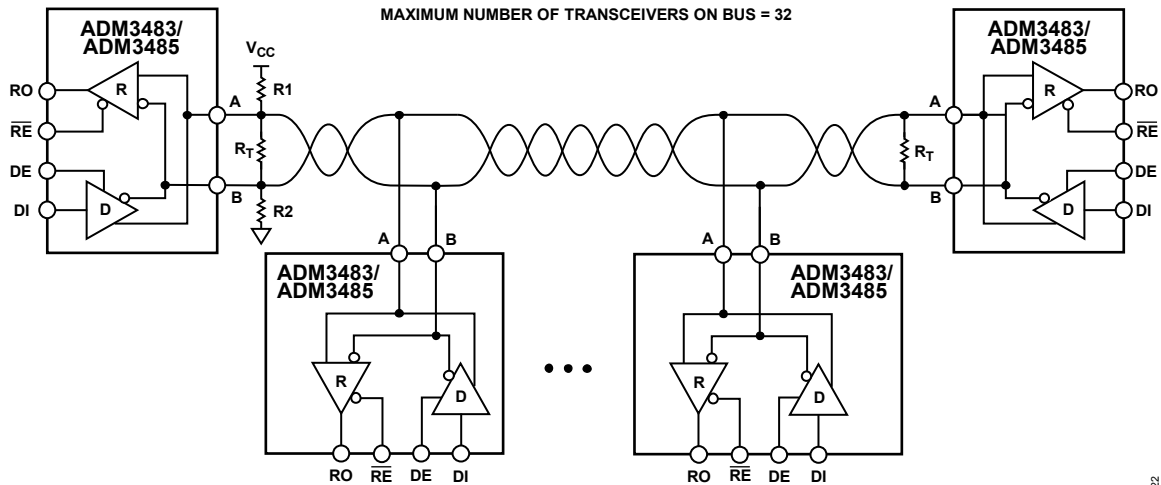 MAXIMUM NUMBER OF TRANSCEIVERS ON BUS = 32
ADM3483/
ADM3485
VCC
R1
RO
R
A
RE
RT
DE
B
DI
D
R2
ADM3483/
ADM3485
A
R
RO
RE
RT
DE
B
D
DI
A B
ADM3483/
ADM3485
R
D
RO RE DE DI
A B
ADM3483/
ADM3485
R
D
RO RE DE DI
22